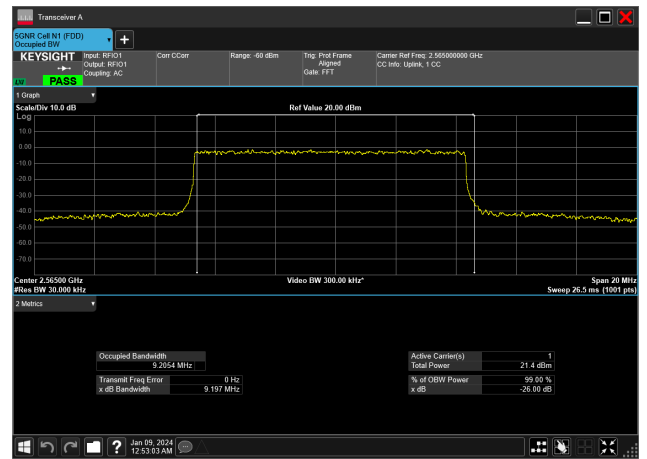 Transceiver A
5GNR Cell N1 (FDD)
Occupied BW
KEYSIGHT
Input: RFIO1
Output: RFIO1
Coupling: AC
Corr CCorr
Range: -60 dBm
Trig: Prot Frame
Aligned
Gate: FFT
Carrier Ref Freq: 2.565000000 GHz
CC Info: Uplink, 1 CC
PASS
1 Graph
Scale/Div 10.0 dB
Ref Value 20.00 dBm
Log
10.0
0.00
-10.0
-20.0
-30.0
-40.0
-50.0
-60.0
-70.0
Center 2.56500 GHz
Video BW 300.00 kHz*
Span 20 MHz
#Res BW 30.000 kHz
Sweep 26.5 ms (1001 pts)
2 Metrics
Occupied Bandwidth
9.2054 MHz
Active Carrier(s) 1
Total Power 21.4 dBm
Transmit Freq Error 0 Hz
x dB Bandwidth 9.197 MHz
% of OBW Power 99.00 %
x dB -26.00 dB
?
Jan 09, 2024
12:53:03 AM